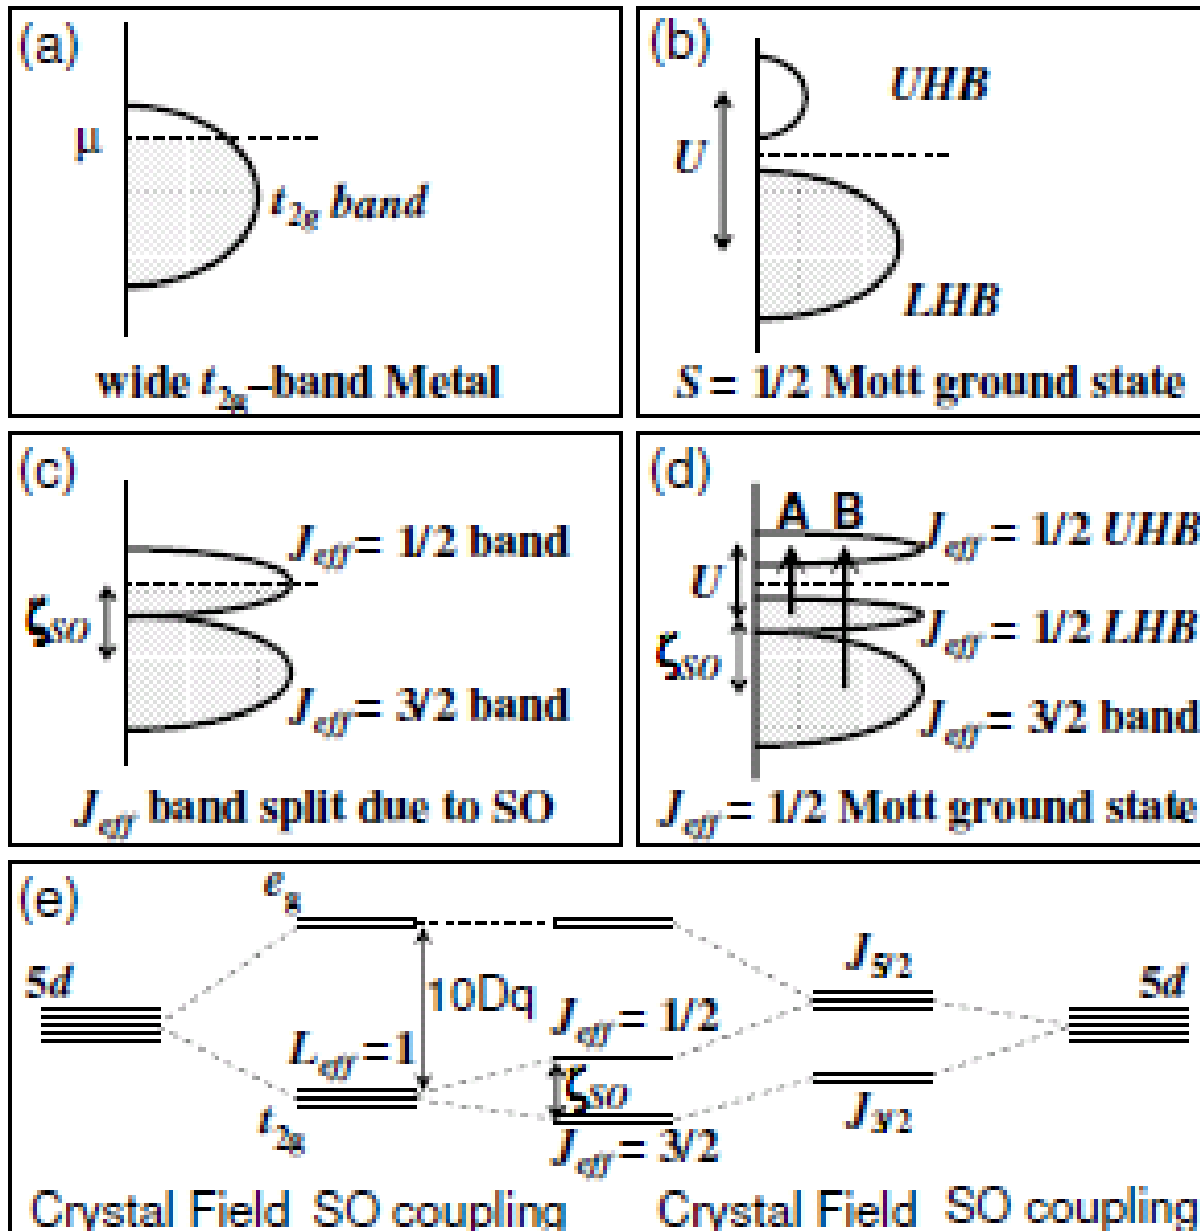 (a)
μ
t2g band
wide t2g–band Metal
(b)
UHB
U
LHB
S = 1/2 Mott ground state
(c)
Jeff = 1/2 band
ζSO
Jeff = 3/2 band
Jeff band split due to SO
(d)
A B
Jeff = 1/2 UHB
U
Jeff = 1/2 LHB
ζSO
Jeff = 3/2 band
Jeff = 1/2 Mott ground state
(e)
eg
5d
10Dq
Leff = 1
t2g
Jeff = 1/2
ζSO
Jeff = 3/2
J5/2
J3/2
5d
Crystal Field SO coupling
Crystal Field SO coupling